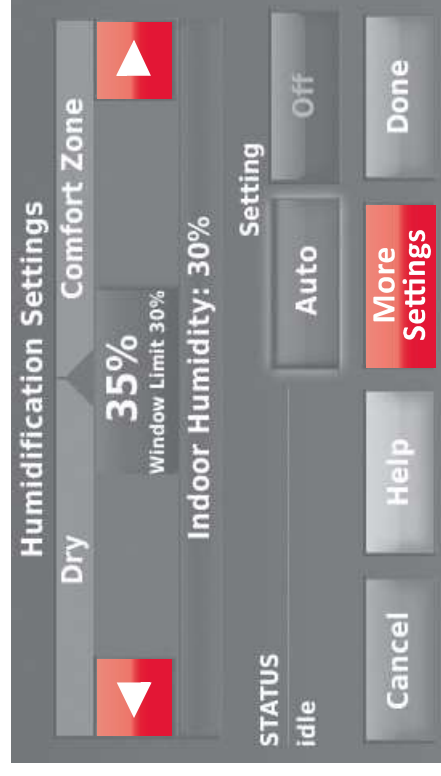 Humidification Settings
Dry
Comfort Zone
35%
Window Limit 30%
Indoor Humidity: 30%
STATUS
idle
Setting
Auto
Off
Cancel
Help
More
Settings
Done